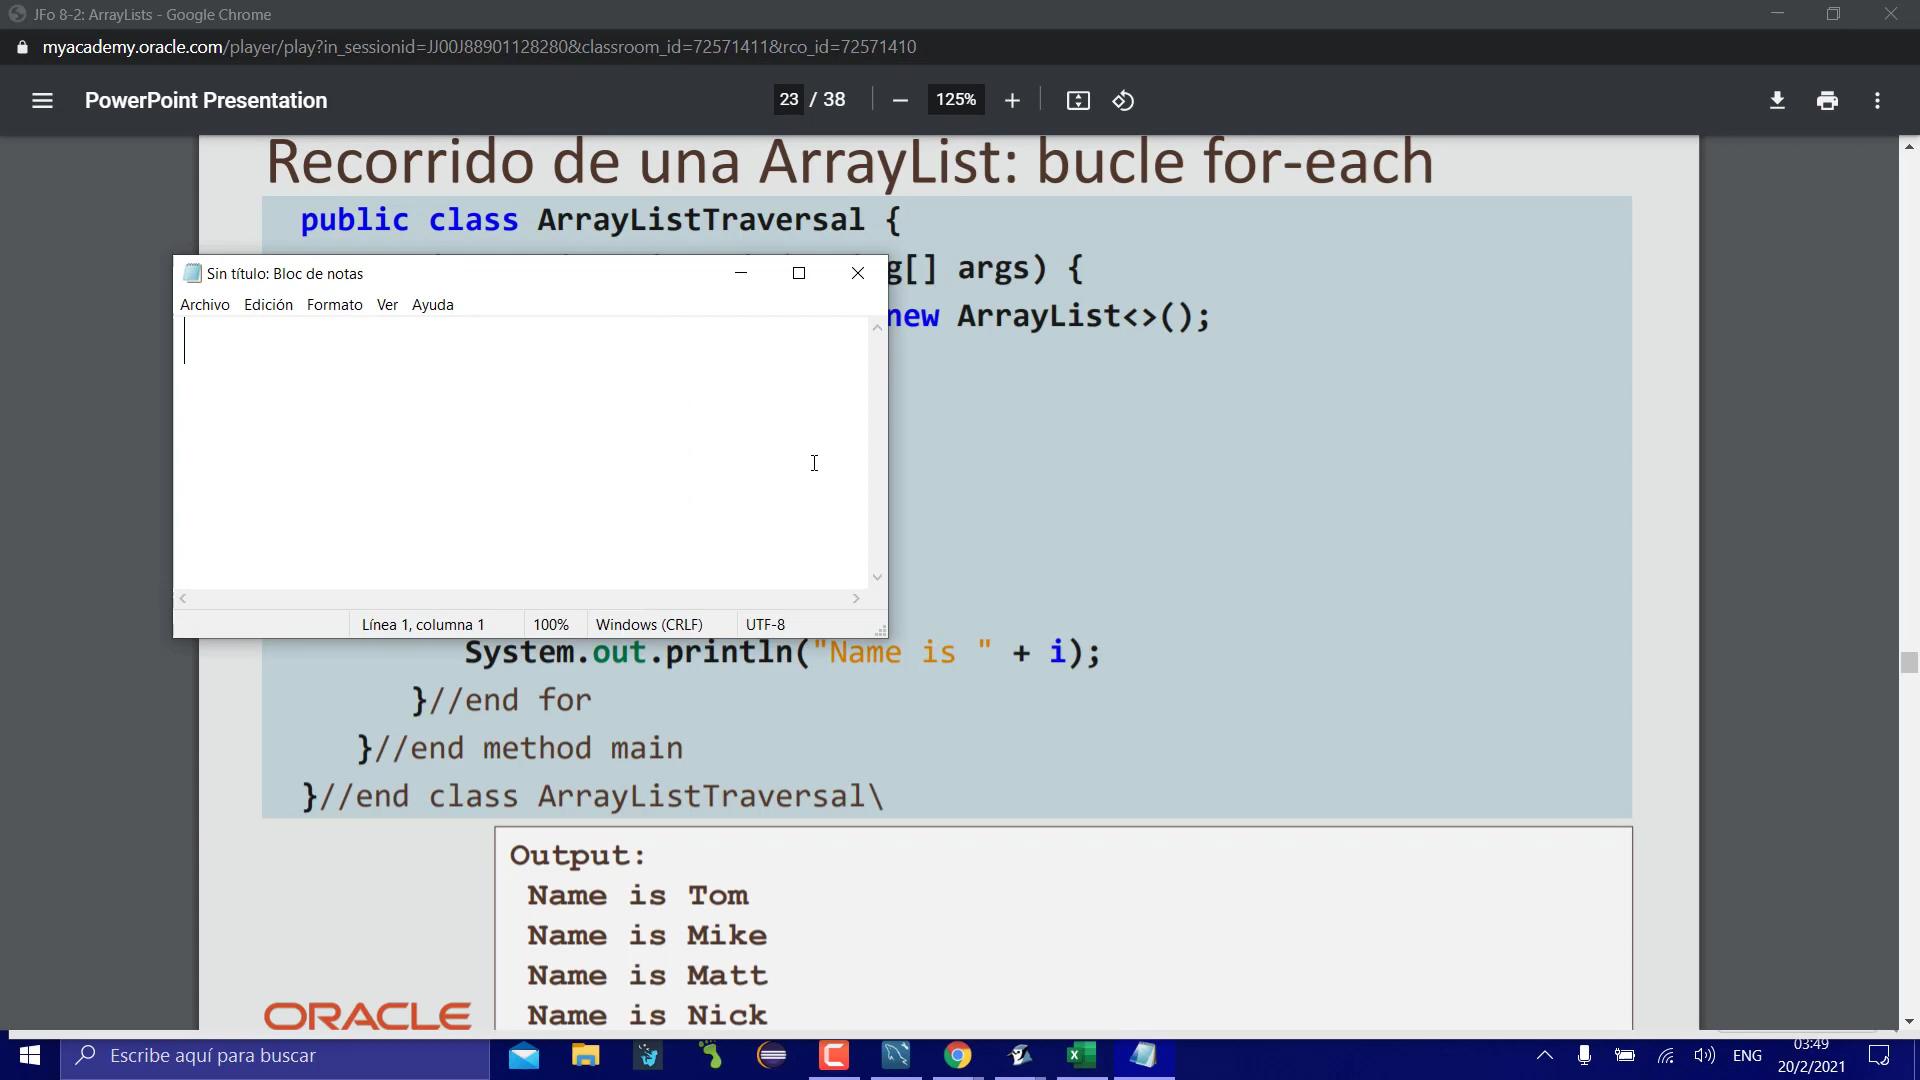 JFo 8-2: ArrayLists - Google Chrome
myacademy.oracle.com/player/play?in_sessionid=JJ00J88901128280&classroom_id=72571411&rco_id=72571410
PowerPoint Presentation
23 / 38
125%
Recorrido de una ArrayList: bucle for-each
public class ArrayListTraversal {
g[] args) {
new ArrayList<>();
Sin título: Bloc de notas
Archivo Edición Formato Ver Ayuda
Línea 1, columna 1 100% Windows (CRLF) UTF-8
System.out.println("Name is " + i);
}//end for
}//end method main
}//end class ArrayListTraversal\
Output:
Name is Tom
Name is Mike
Name is Matt
Name is Nick
ORACLE
Escribe aquí para buscar
ENG
03:49
20/2/2021